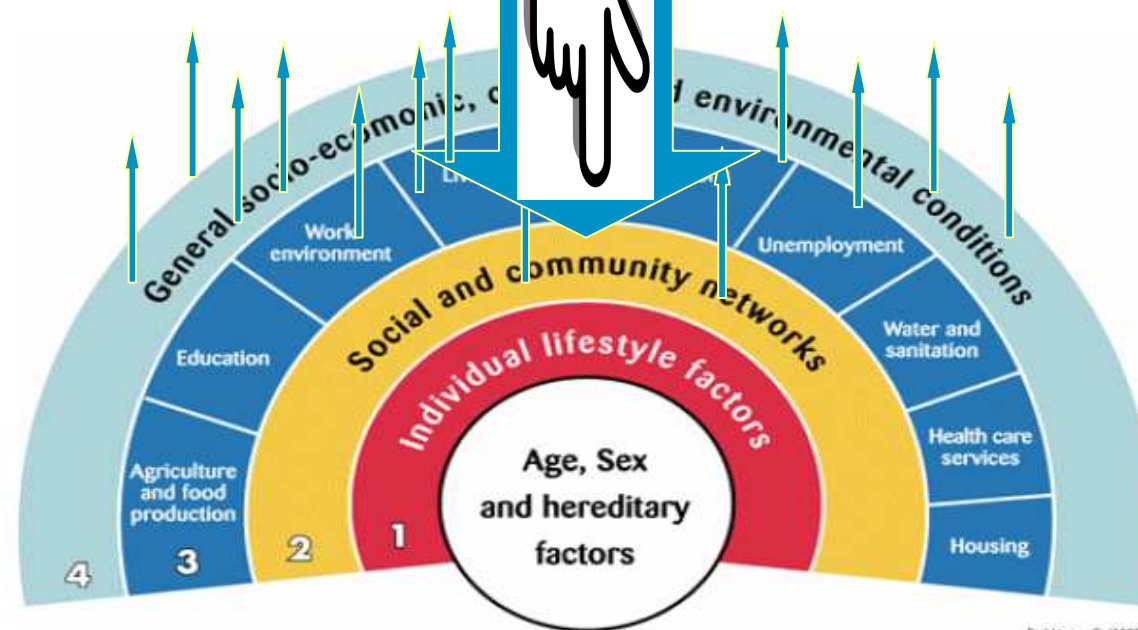 General socio-ecomonic, c
d environmental conditions
Work
environment
Unemployment
Social and community networks
Water and
sanitation
Education
Individual lifestyle factors
Health care
services
Agriculture
and food
production
Age, Sex
and hereditary
factors
Housing
1
2
3
4